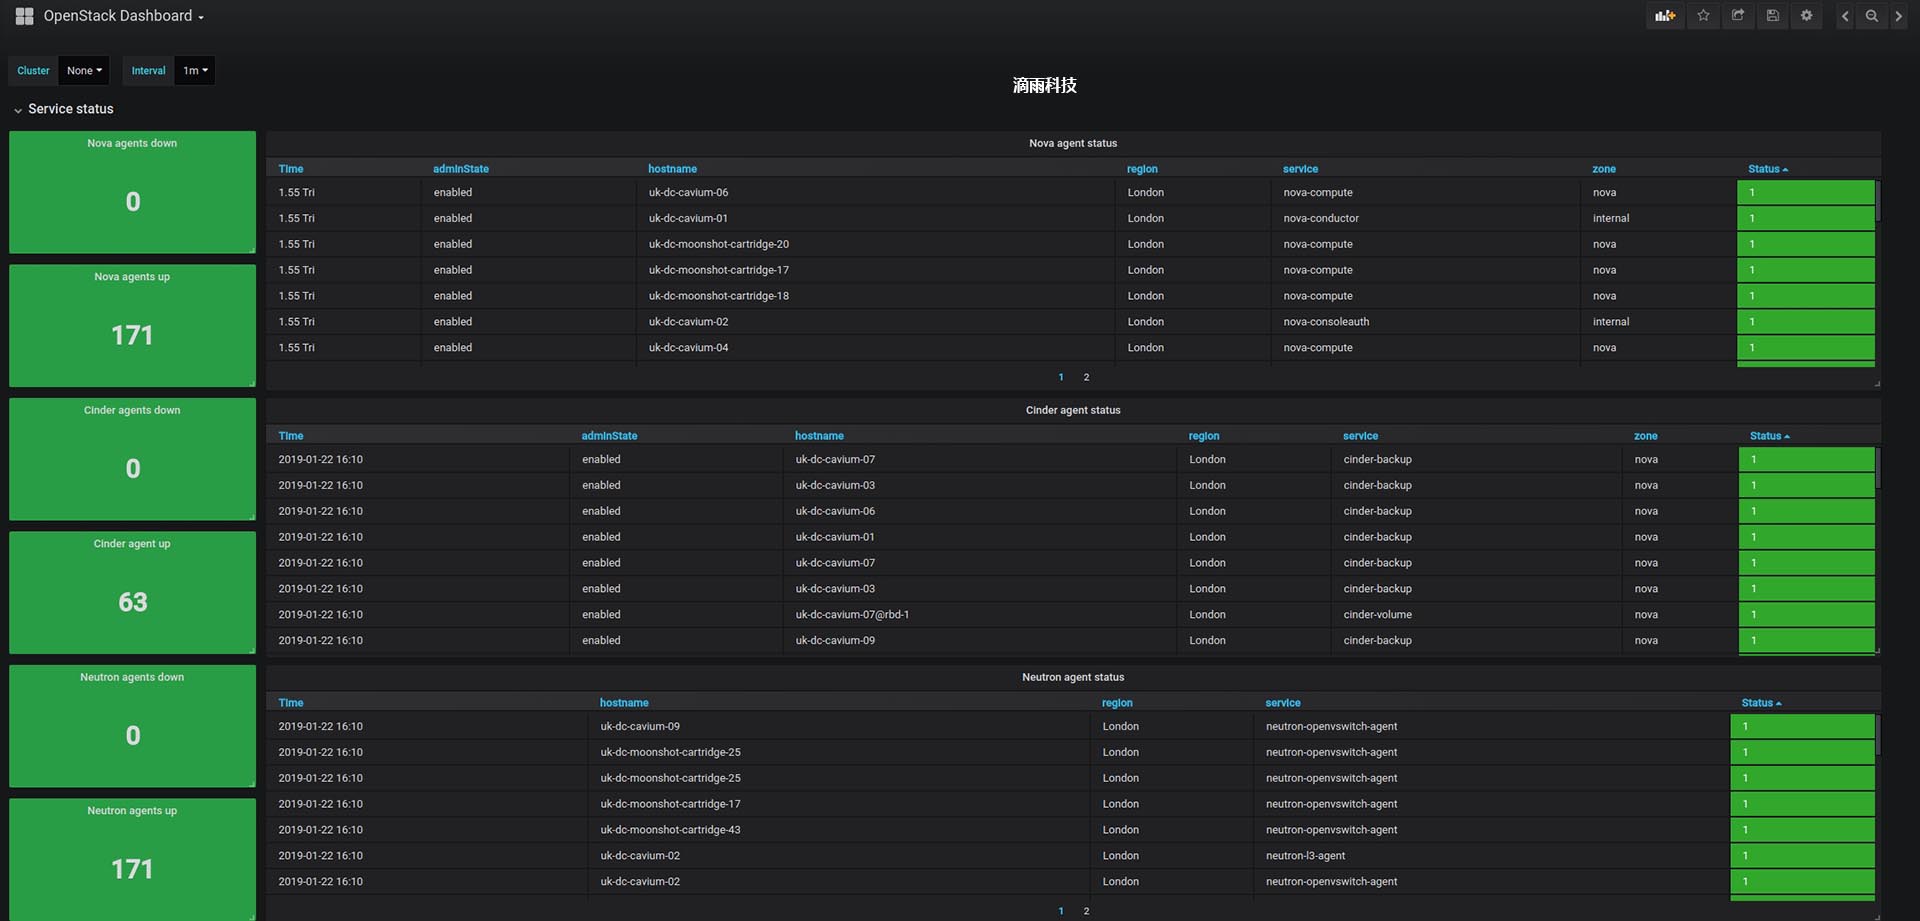 OpenStack Dashboard
Cluster None Interval 1m
滴雨科技
Service status
Nova agents down
0
Nova agents up
171
Cinder agents down
0
Cinder agent up
63
Neutron agents down
0
Neutron agents up
171
Nova agent status
Time adminState hostname region service zone Status
1.55 Tri enabled uk-dc-cavium-06 London nova-compute nova 1
1.55 Tri enabled uk-dc-cavium-01 London nova-conductor internal 1
1.55 Tri enabled uk-dc-moonshot-cartridge-20 London nova-compute nova 1
1.55 Tri enabled uk-dc-moonshot-cartridge-17 London nova-compute nova 1
1.55 Tri enabled uk-dc-moonshot-cartridge-18 London nova-compute nova 1
1.55 Tri enabled uk-dc-cavium-02 London nova-consoleauth internal 1
1.55 Tri enabled uk-dc-cavium-04 London nova-compute nova 1
1 2
Cinder agent status
Time adminState hostname region service zone Status
2019-01-22 16:10 enabled uk-dc-cavium-07 London cinder-backup nova 1
2019-01-22 16:10 enabled uk-dc-cavium-03 London cinder-backup nova 1
2019-01-22 16:10 enabled uk-dc-cavium-06 London cinder-backup nova 1
2019-01-22 16:10 enabled uk-dc-cavium-01 London cinder-backup nova 1
2019-01-22 16:10 enabled uk-dc-cavium-07 London cinder-backup nova 1
2019-01-22 16:10 enabled uk-dc-cavium-03 London cinder-backup nova 1
2019-01-22 16:10 enabled uk-dc-cavium-07@rbd-1 London cinder-volume nova 1
2019-01-22 16:10 enabled uk-dc-cavium-09 London cinder-backup nova 1
Neutron agent status
Time hostname region service Status
2019-01-22 16:10 uk-dc-cavium-09 London neutron-openvswitch-agent 1
2019-01-22 16:10 uk-dc-moonshot-cartridge-25 London neutron-openvswitch-agent 1
2019-01-22 16:10 uk-dc-moonshot-cartridge-25 London neutron-openvswitch-agent 1
2019-01-22 16:10 uk-dc-moonshot-cartridge-17 London neutron-openvswitch-agent 1
2019-01-22 16:10 uk-dc-moonshot-cartridge-43 London neutron-openvswitch-agent 1
2019-01-22 16:10 uk-dc-cavium-02 London neutron-l3-agent 1
2019-01-22 16:10 uk-dc-cavium-02 London neutron-openvswitch-agent 1
1 2